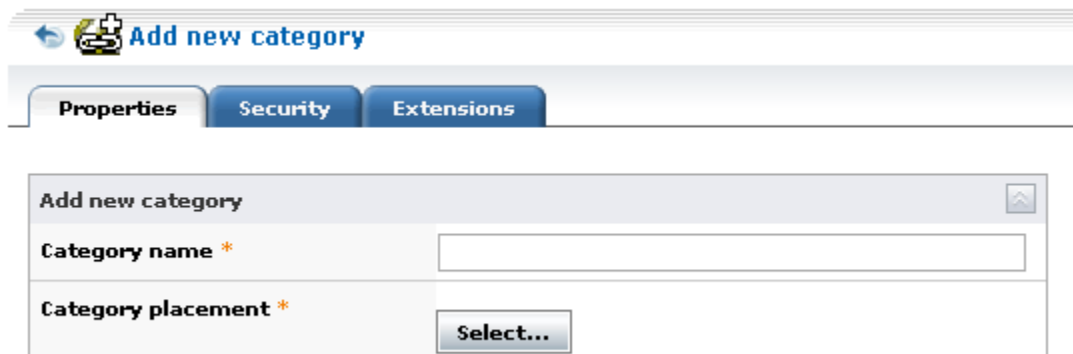 Add new category
Properties Security Extensions
Add new category
Category name *
Category placement *
Select...